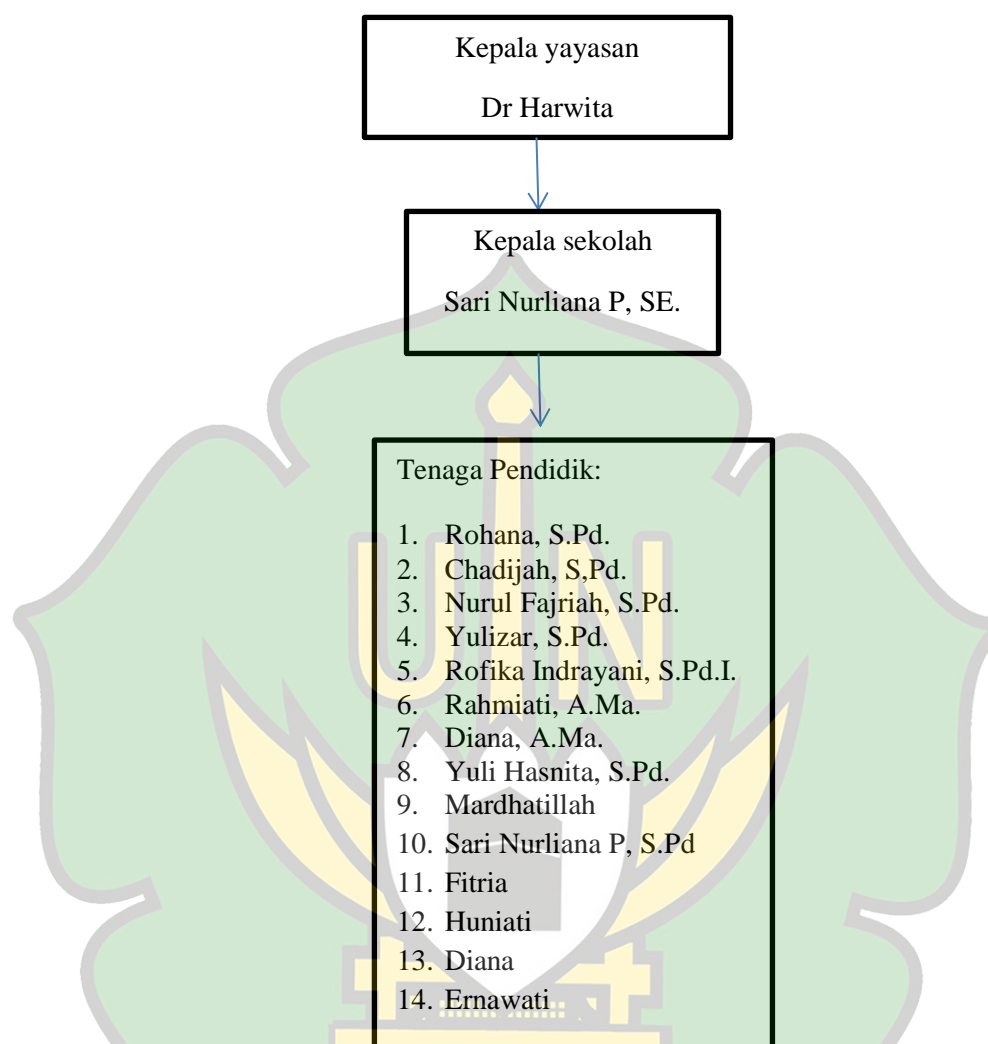 Kepala yayasan
Dr Harwita
Kepala sekolah
Sari Nurliana P, SE.
Tenaga Pendidik:
1. Rohana, S.Pd.
2. Chadijah, S,Pd.
3. Nurul Fajriah, S.Pd.
4. Yulizar, S.Pd.
5. Rofika Indrayani, S.Pd.I.
6. Rahmiati, A.Ma.
7. Diana, A.Ma.
8. Yuli Hasnita, S.Pd.
9. Mardhatillah
10. Sari Nurliana P, S.Pd
11. Fitria
12. Huniati
13. Diana
14. Ernawati
UIN